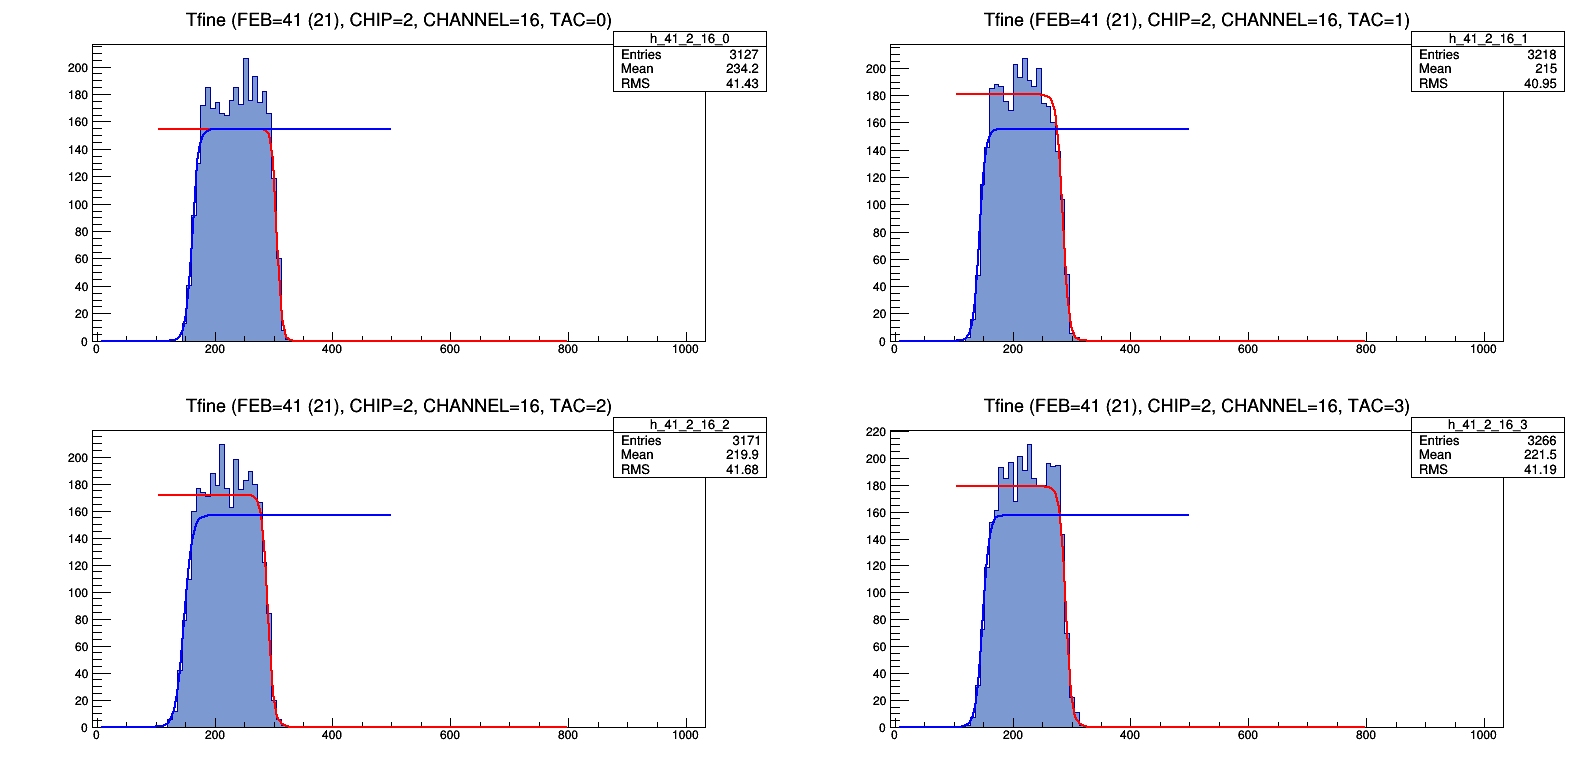 Tfine (FEB=41 (21), CHIP=2, CHANNEL=16, TAC=0)
h_41_2_16_0
Entries 3127
Mean 234.2
RMS 41.43
200
180
160
140
120
100
80
60
40
20
0
0 200 400 600 800 1000
Tfine (FEB=41 (21), CHIP=2, CHANNEL=16, TAC=1)
h_41_2_16_1
Entries 3218
Mean 215
RMS 40.95
200
180
160
140
120
100
80
60
40
20
0
0 200 400 600 800 1000
Tfine (FEB=41 (21), CHIP=2, CHANNEL=16, TAC=2)
h_41_2_16_2
Entries 3171
Mean 219.9
RMS 41.68
200
180
160
140
120
100
80
60
40
20
0
0 200 400 600 800 1000
Tfine (FEB=41 (21), CHIP=2, CHANNEL=16, TAC=3)
h_41_2_16_3
Entries 3266
Mean 221.5
RMS 41.19
220
200
180
160
140
120
100
80
60
40
20
0
0 200 400 600 800 1000